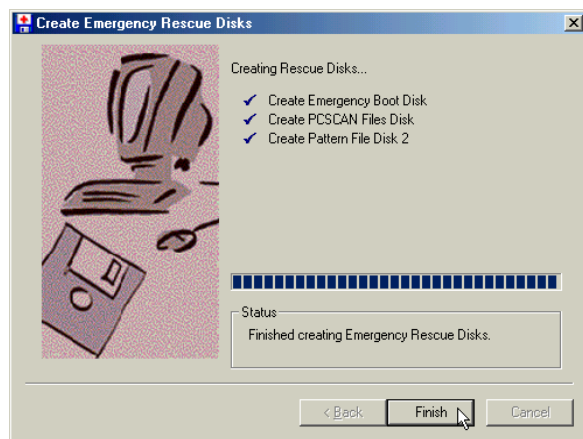 Create Emergency Rescue Disks
Creating Rescue Disks...
Create Emergency Boot Disk
Create PCSCAN Files Disk
Create Pattern File Disk 2
Status
Finished creating Emergency Rescue Disks.
< Back
Finish
Cancel